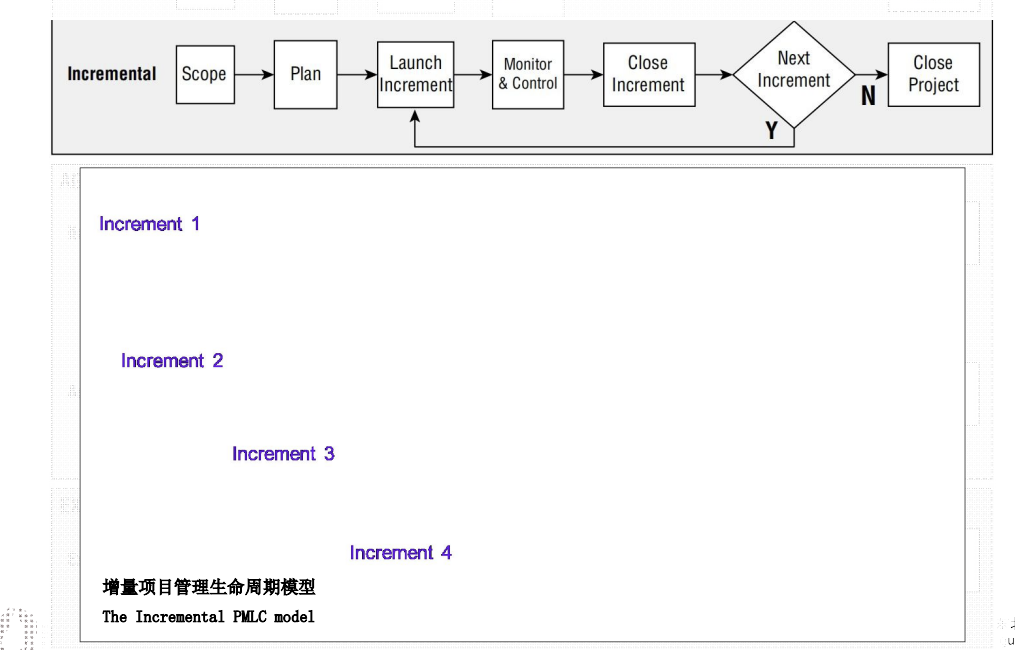 Incremental
Scope
Plan
Launch
Increment
Monitor
& Control
Close
Increment
Next
Increment
N
Close
Project
Y
Increment 1
Increment 2
Increment 3
Increment 4
增量项目管理生命周期模型
The Incremental PMLC model